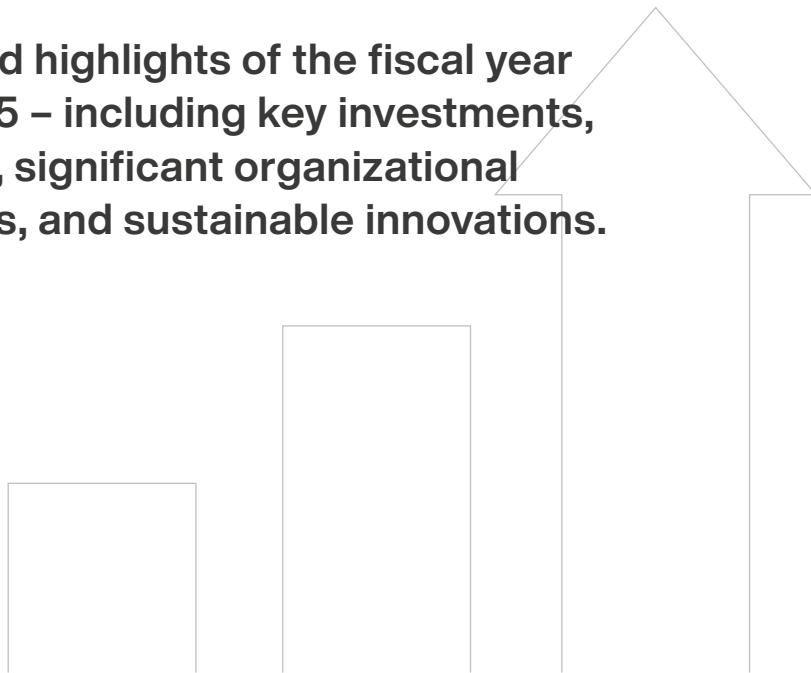 d highlights of the fiscal year
5 – including key investments,
, significant organizational
s, and sustainable innovations.